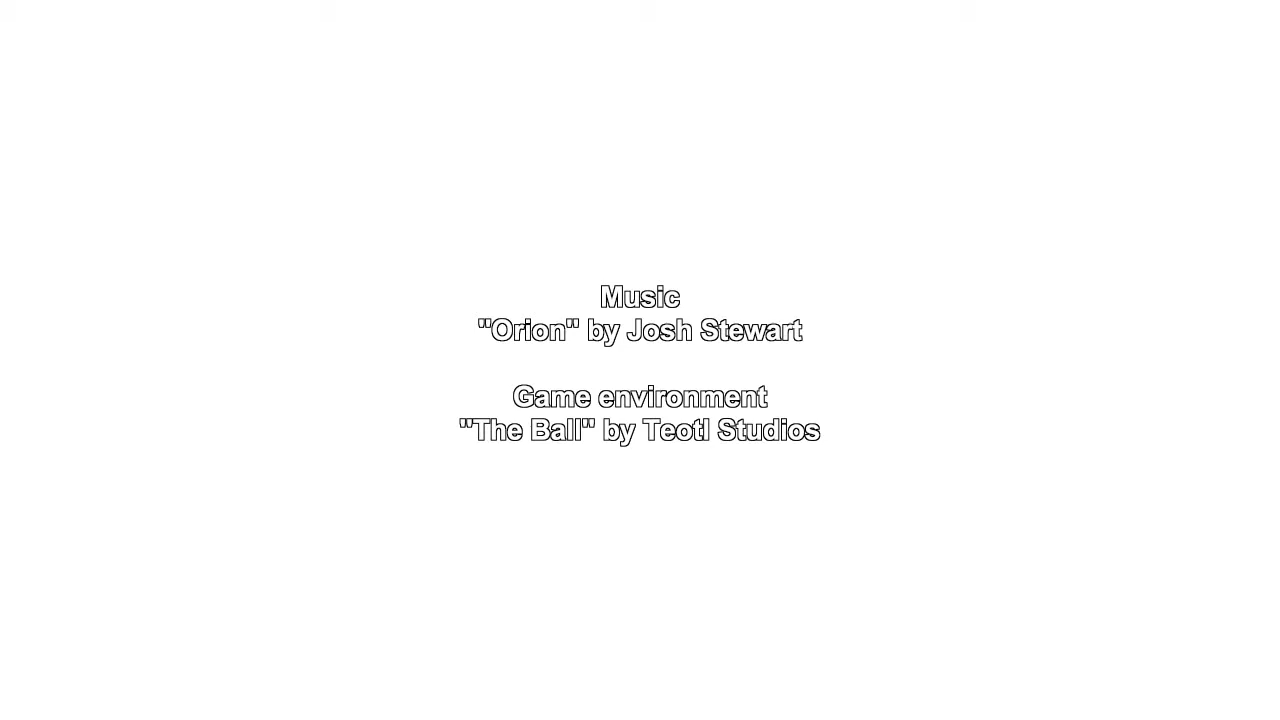 Music
"Orion" by Josh Stewart
Game environment
"The Ball" by Teotl Studios